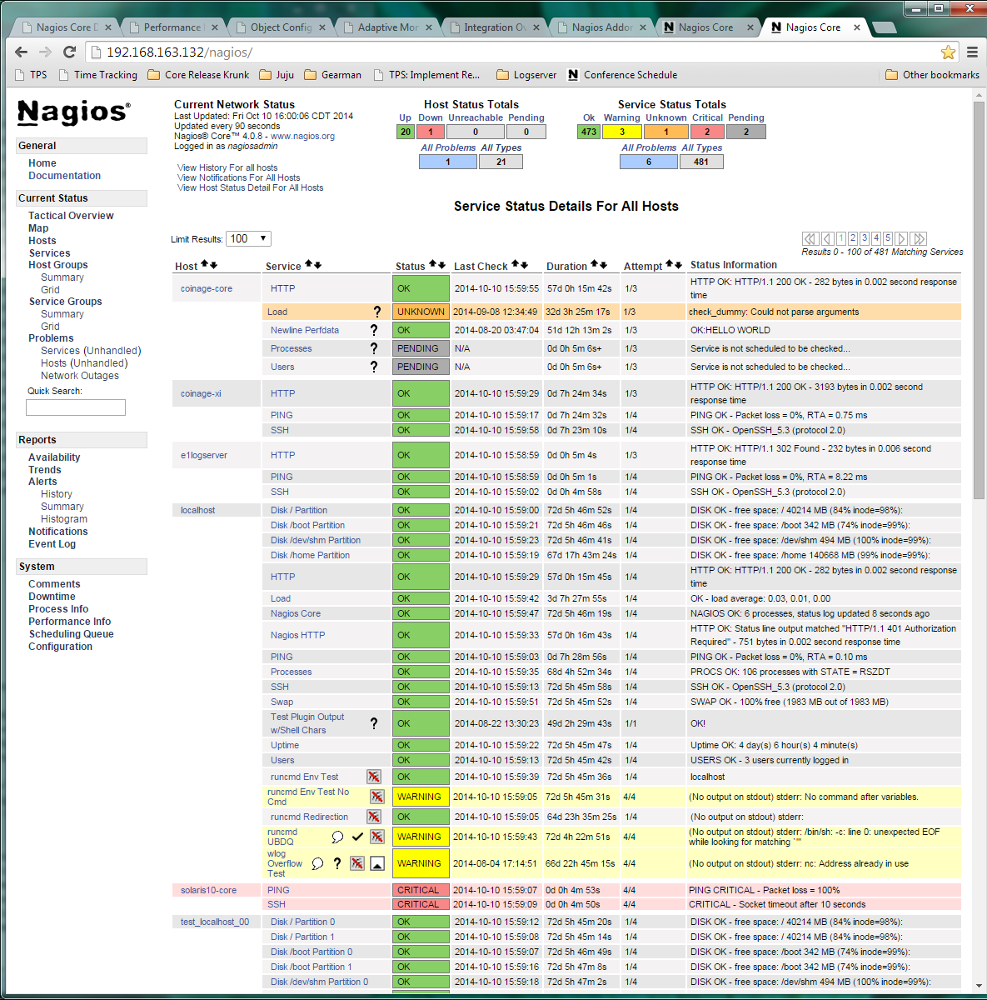 Nagios Core D
Performance
Object Config
Adaptive Mor
Integration Ov
Nagios Addon
Nagios Core
Nagios Core
192.168.163.132/nagios/
TPS
Time Tracking
Core Release Krunk
Juju
Gearman
TPS: Implement Re...
Logserver
Conference Schedule
Other bookmarks
Nagios®
General
Home
Documentation
Current Status
Tactical Overview
Map
Hosts
Services
Host Groups
Summary
Grid
Service Groups
Summary
Grid
Problems
Services (Unhandled)
Hosts (Unhandled)
Network Outages
Quick Search:
Reports
Availability
Trends
Alerts
History
Summary
Histogram
Notifications
Event Log
System
Comments
Downtime
Process Info
Performance Info
Scheduling Queue
Configuration
Current Network Status
Last Updated: Fri Oct 10 16:00:06 CDT 2014
Updated every 90 seconds
Nagios® Core™ 4.0.8 - www.nagios.org
Logged in as nagiosadmin
View History For all hosts
View Notifications For All Hosts
View Host Status Detail For All Hosts
Host Status Totals
Up Down Unreachable Pending
20 1 0 0
All Problems All Types
1 21
Service Status Totals
Ok Warning Unknown Critical Pending
473 3 1 2 2
All Problems All Types
6 481
Service Status Details For All Hosts
Limit Results: 100
1 2 3 4 5
Results 0 - 100 of 481 Matching Services
Host Service Status Last Check Duration Attempt Status Information
coinage-core HTTP OK 2014-10-10 15:59:55 57d 0h 15m 42s 1/3 HTTP OK: HTTP/1.1 200 OK - 282 bytes in 0.002 second response
time
Load ? UNKNOWN 2014-09-08 12:34:49 32d 3h 25m 17s 1/3 check_dummy: Could not parse arguments
Newline Perfdata ? OK 2014-08-20 03:47:04 51d 12h 13m 2s 1/3 OK:HELLO WORLD
Processes ? PENDING N/A 0d 0h 5m 6s+ 1/3 Service is not scheduled to be checked...
Users ? PENDING N/A 0d 0h 5m 6s+ 1/3 Service is not scheduled to be checked...
coinage-xi HTTP OK 2014-10-10 15:59:29 0d 7h 24m 34s 1/3 HTTP OK: HTTP/1.1 200 OK - 3193 bytes in 0.002 second
response time
PING OK 2014-10-10 15:59:17 0d 7h 24m 32s 1/4 PING OK - Packet loss = 0%, RTA = 0.75 ms
SSH OK 2014-10-10 15:59:58 0d 7h 23m 10s 1/4 SSH OK - OpenSSH_5.3 (protocol 2.0)
e1logserver HTTP OK 2014-10-10 15:58:59 0d 0h 5m 4s 1/3 HTTP OK: HTTP/1.1 302 Found - 232 bytes in 0.006 second
response time
PING OK 2014-10-10 15:58:59 0d 0h 5m 1s 1/4 PING OK - Packet loss = 0%, RTA = 8.22 ms
SSH OK 2014-10-10 15:59:02 0d 0h 4m 58s 1/4 SSH OK - OpenSSH_5.3 (protocol 2.0)
localhost Disk / Partition OK 2014-10-10 15:59:00 72d 5h 46m 52s 1/4 DISK OK - free space: / 40214 MB (84% inode=98%):
Disk /boot Partition OK 2014-10-10 15:59:21 72d 5h 46m 46s 1/4 DISK OK - free space: /boot 342 MB (74% inode=99%):
Disk /dev/shm Partition OK 2014-10-10 15:59:23 72d 5h 46m 41s 1/4 DISK OK - free space: /dev/shm 494 MB (100% inode=99%):
Disk /home Partition OK 2014-10-10 15:59:19 67d 17h 43m 24s 1/4 DISK OK - free space: /home 140668 MB (99% inode=99%):
HTTP OK 2014-10-10 15:59:29 57d 0h 15m 45s 1/4 HTTP OK: HTTP/1.1 200 OK - 282 bytes in 0.002 second response
time
Load OK 2014-10-10 15:59:42 3d 7h 27m 55s 1/4 OK - load average: 0.03, 0.01, 0.00
Nagios Core OK 2014-10-10 15:59:47 72d 5h 46m 19s 1/4 NAGIOS OK: 6 processes, status log updated 8 seconds ago
Nagios HTTP OK 2014-10-10 15:59:33 57d 0h 16m 43s 1/4 HTTP OK: Status line output matched "HTTP/1.1 401 Authorization
Required" - 751 bytes in 0.002 second response time
PING OK 2014-10-10 15:59:03 0d 7h 28m 56s 1/4 PING OK - Packet loss = 0%, RTA = 0.10 ms
Processes OK 2014-10-10 15:59:35 68d 4h 52m 34s 1/4 PROCS OK: 106 processes with STATE = RSZDT
SSH OK 2014-10-10 15:59:13 72d 5h 45m 58s 1/4 SSH OK - OpenSSH_5.3 (protocol 2.0)
Swap OK 2014-10-10 15:59:51 72d 5h 45m 52s 1/4 SWAP OK - 100% free (1983 MB out of 1983 MB)
Test Plugin Output
w/Shell Chars ? OK 2014-08-22 13:30:23 49d 2h 29m 43s 1/1 OK!
Uptime OK 2014-10-10 15:59:22 72d 5h 45m 47s 1/4 Uptime OK: 4 day(s) 6 hour(s) 4 minute(s)
Users OK 2014-10-10 15:59:13 72d 5h 45m 42s 1/4 USERS OK - 3 users currently logged in
runcmd Env Test OK 2014-10-10 15:59:39 72d 5h 45m 36s 1/4 localhost
runcmd Env Test No
Cmd WARNING 2014-10-10 15:59:05 72d 5h 45m 31s 4/4 (No output on stdout) stderr: No command after variables.
runcmd Redirection OK 2014-10-10 15:59:05 64d 23h 35m 25s 1/4 (No output on stdout) stderr:
runcmd
UBDQ WARNING 2014-10-10 15:59:43 72d 4h 22m 51s 4/4 (No output on stdout) stderr: /bin/sh: -c: line 0: unexpected EOF
while looking for matching `"'
wlog
Overflow
Test ? WARNING 2014-08-04 17:14:51 66d 22h 45m 15s 4/4 (No output on stdout) stderr: nc: Address already in use
solaris10-core PING CRITICAL 2014-10-10 15:59:07 0d 0h 4m 53s 4/4 PING CRITICAL - Packet loss = 100%
SSH CRITICAL 2014-10-10 15:59:09 0d 0h 4m 50s 4/4 CRITICAL - Socket timeout after 10 seconds
test_localhost_00 Disk / Partition 0 OK 2014-10-10 15:59:12 72d 5h 45m 20s 1/4 DISK OK - free space: / 40214 MB (84% inode=98%):
Disk / Partition 1 OK 2014-10-10 15:59:08 72d 5h 45m 14s 1/4 DISK OK - free space: / 40214 MB (84% inode=98%):
Disk /boot Partition 0 OK 2014-10-10 15:59:07 72d 5h 46m 49s 1/4 DISK OK - free space: /boot 342 MB (74% inode=99%):
Disk /boot Partition 1 OK 2014-10-10 15:59:16 72d 5h 47m 8s 1/4 DISK OK - free space: /boot 342 MB (74% inode=99%):
Disk /dev/shm Partition 0 OK 2014-10-10 15:59:18 72d 5h 47m 2s 1/4 DISK OK - free space: /dev/shm 494 MB (100% inode=99%):